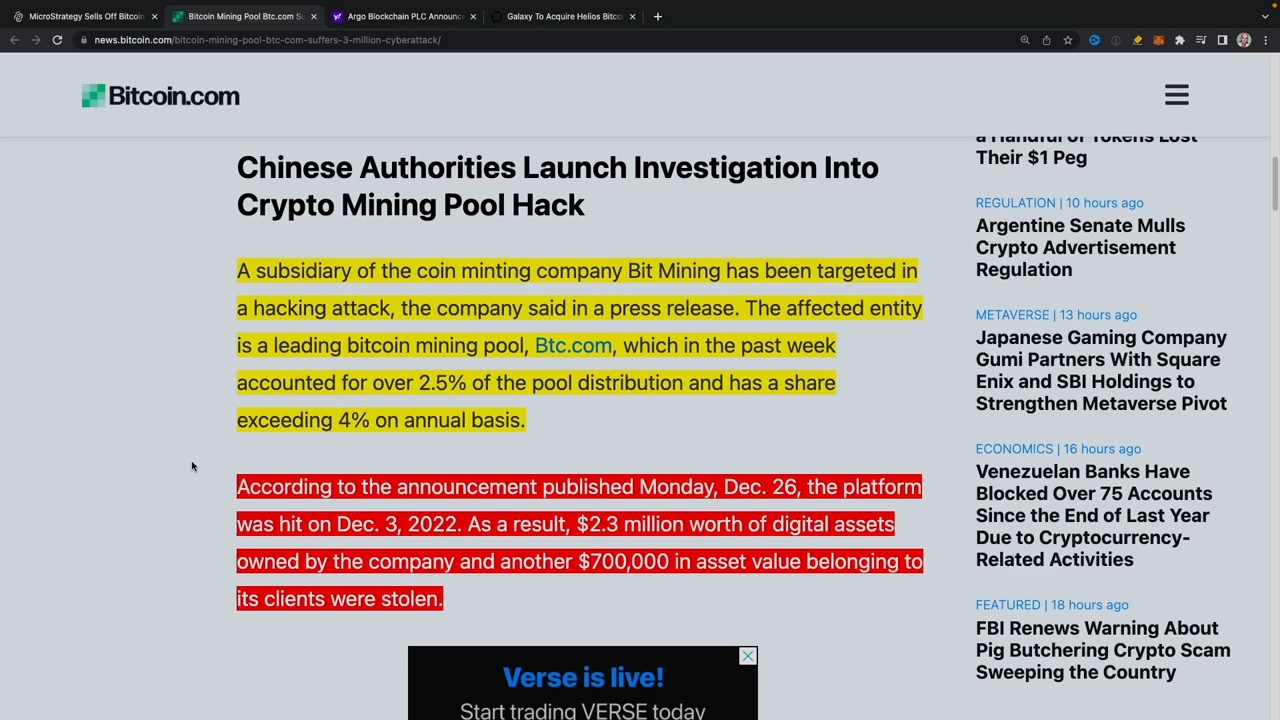 MicroStrategy Sells Off Bitcoin
Bitcoin Mining Pool Btc.com Su
Argo Blockchain PLC Announc
Galaxy To Acquire Helios Bitco
news.bitcoin.com/bitcoin-mining-pool-btc-com-suffers-3-million-cyberattack/
Bitcoin.com
Chinese Authorities Launch Investigation Into
Crypto Mining Pool Hack
A subsidiary of the coin minting company Bit Mining has been targeted in
a hacking attack, the company said in a press release. The affected entity
is a leading bitcoin mining pool, Btc.com, which in the past week
accounted for over 2.5% of the pool distribution and has a share
exceeding 4% on annual basis.
According to the announcement published Monday, Dec. 26, the platform
was hit on Dec. 3, 2022. As a result, $2.3 million worth of digital assets
owned by the company and another $700,000 in asset value belonging to
its clients were stolen.
Verse is live!
Start trading VERSE today
a Handful of Tokens Lost
Their $1 Peg
REGULATION | 10 hours ago
Argentine Senate Mulls
Crypto Advertisement
Regulation
METAVERSE | 13 hours ago
Japanese Gaming Company
Gumi Partners With Square
Enix and SBI Holdings to
Strengthen Metaverse Pivot
ECONOMICS | 16 hours ago
Venezuelan Banks Have
Blocked Over 75 Accounts
Since the End of Last Year
Due to Cryptocurrency-
Related Activities
FEATURED | 18 hours ago
FBI Renews Warning About
Pig Butchering Crypto Scam
Sweeping the Country